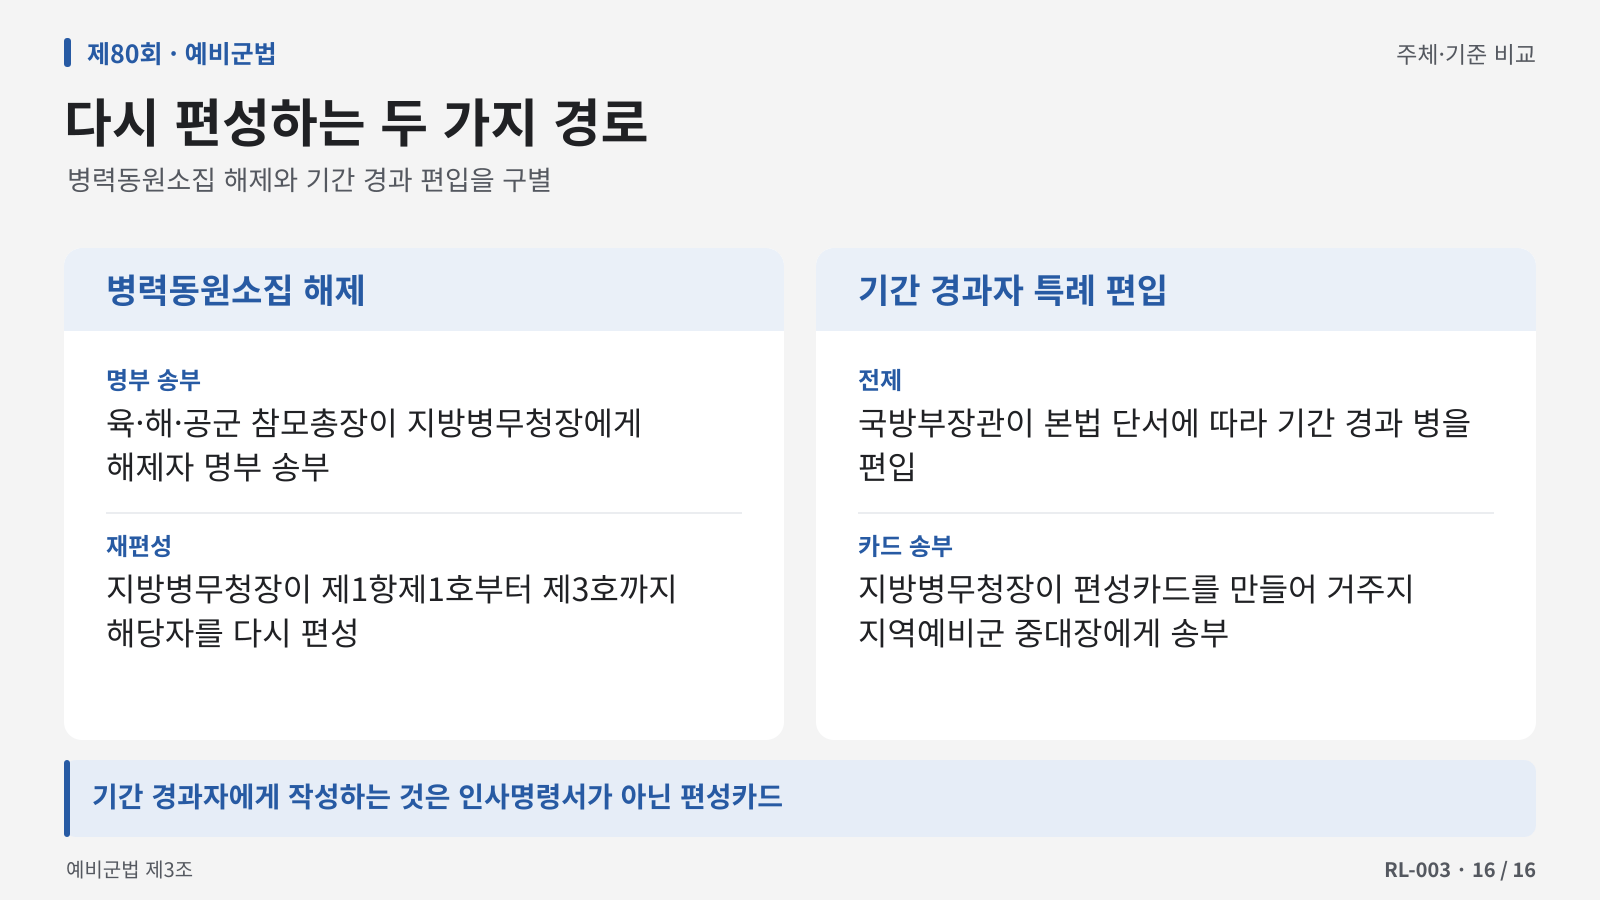 제80회 · 예비군법
주체·기준 비교
다시 편성하는 두 가지 경로
병력동원소집 해제와 기간 경과 편입을 구별
병력동원소집 해제
명부 송부
육·해·공군 참모총장이 지방병무청장에게
해제자 명부 송부
재편성
지방병무청장이 제1항제1호부터 제3호까지
해당자를 다시 편성
기간 경과자 특례 편입
전제
국방부장관이 본법 단서에 따라 기간 경과 병을
편입
카드 송부
지방병무청장이 편성카드를 만들어 거주지
지역예비군 중대장에게 송부
기간 경과자에게 작성하는 것은 인사명령서가 아닌 편성카드
예비군법 제3조
RL-003 · 16 / 16